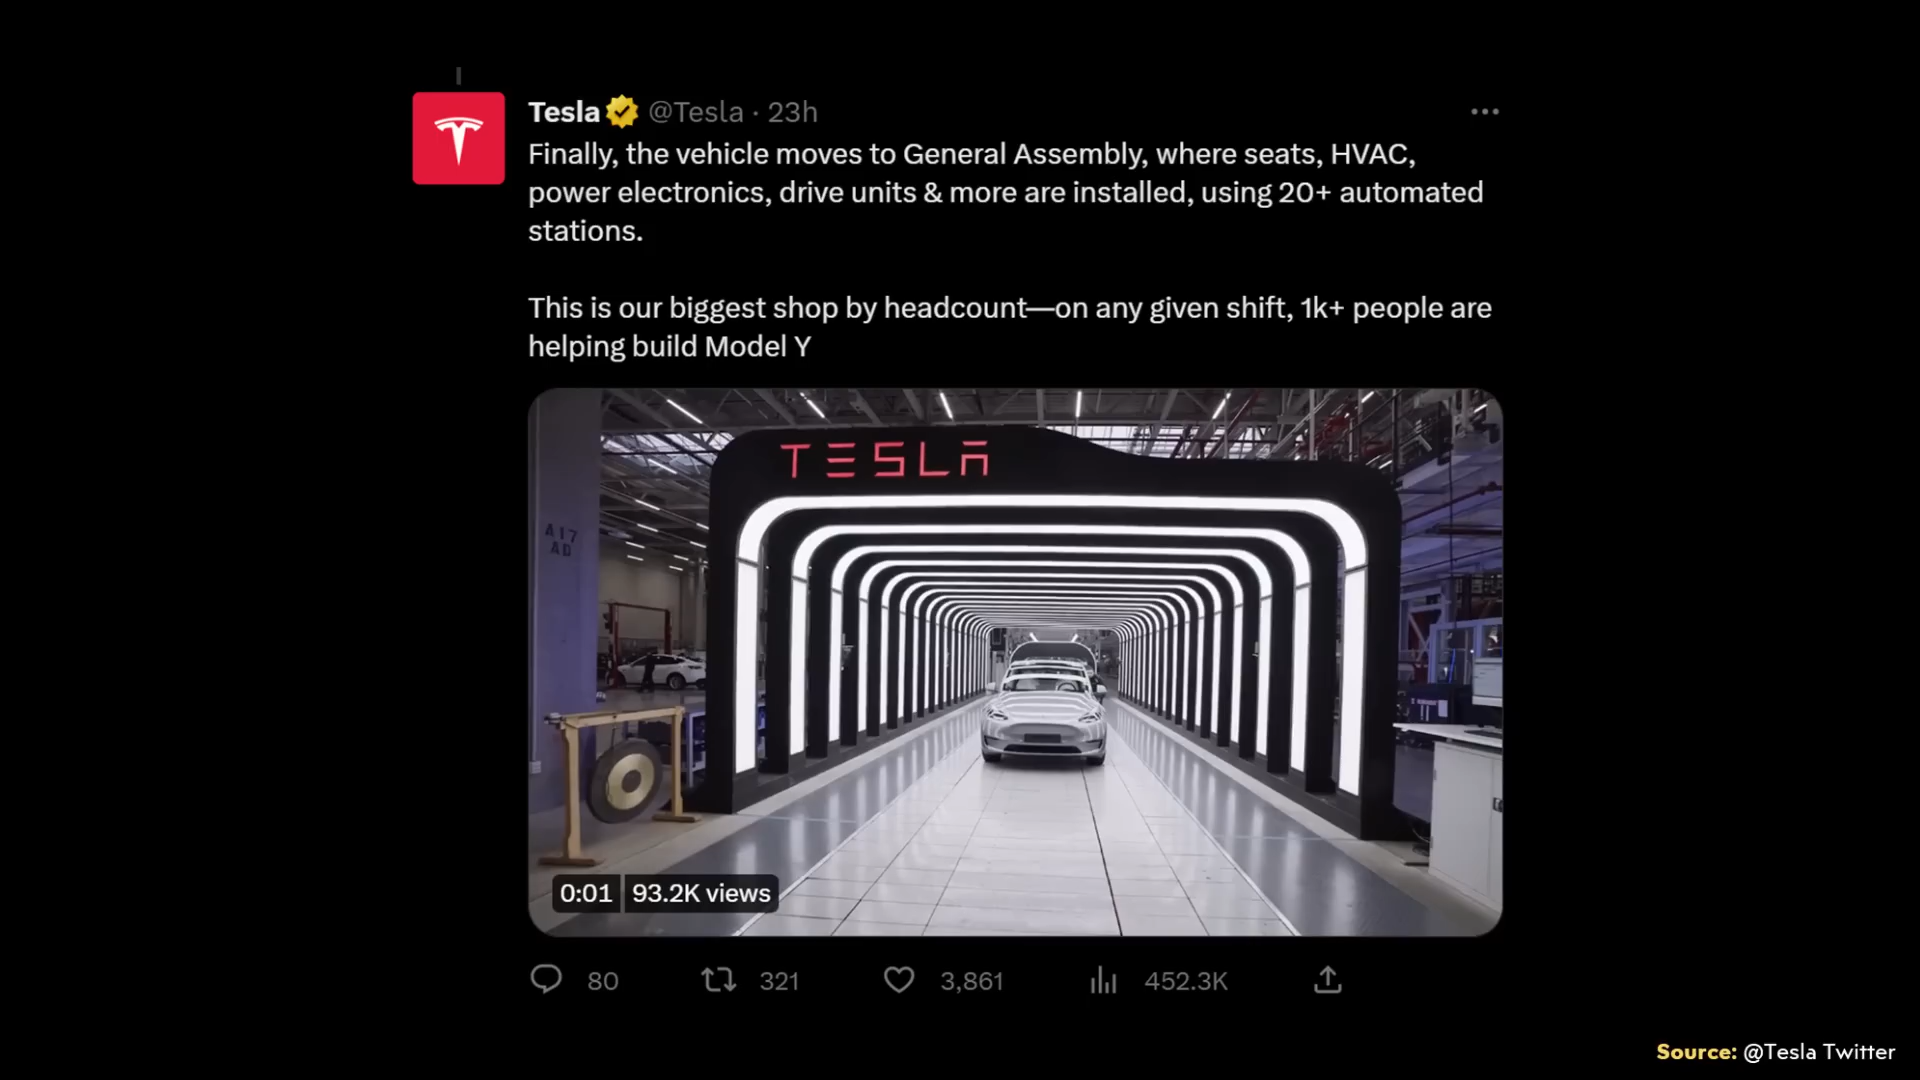 Tesla @Tesla · 23h
Finally, the vehicle moves to General Assembly, where seats, HVAC,
power electronics, drive units & more are installed, using 20+ automated
stations.
This is our biggest shop by headcount—on any given shift, 1k+ people are
helping build Model Y
TESLA
A17
AD
0:01 93.2K views
80 321 3,861 452.3K
Source: @Tesla Twitter